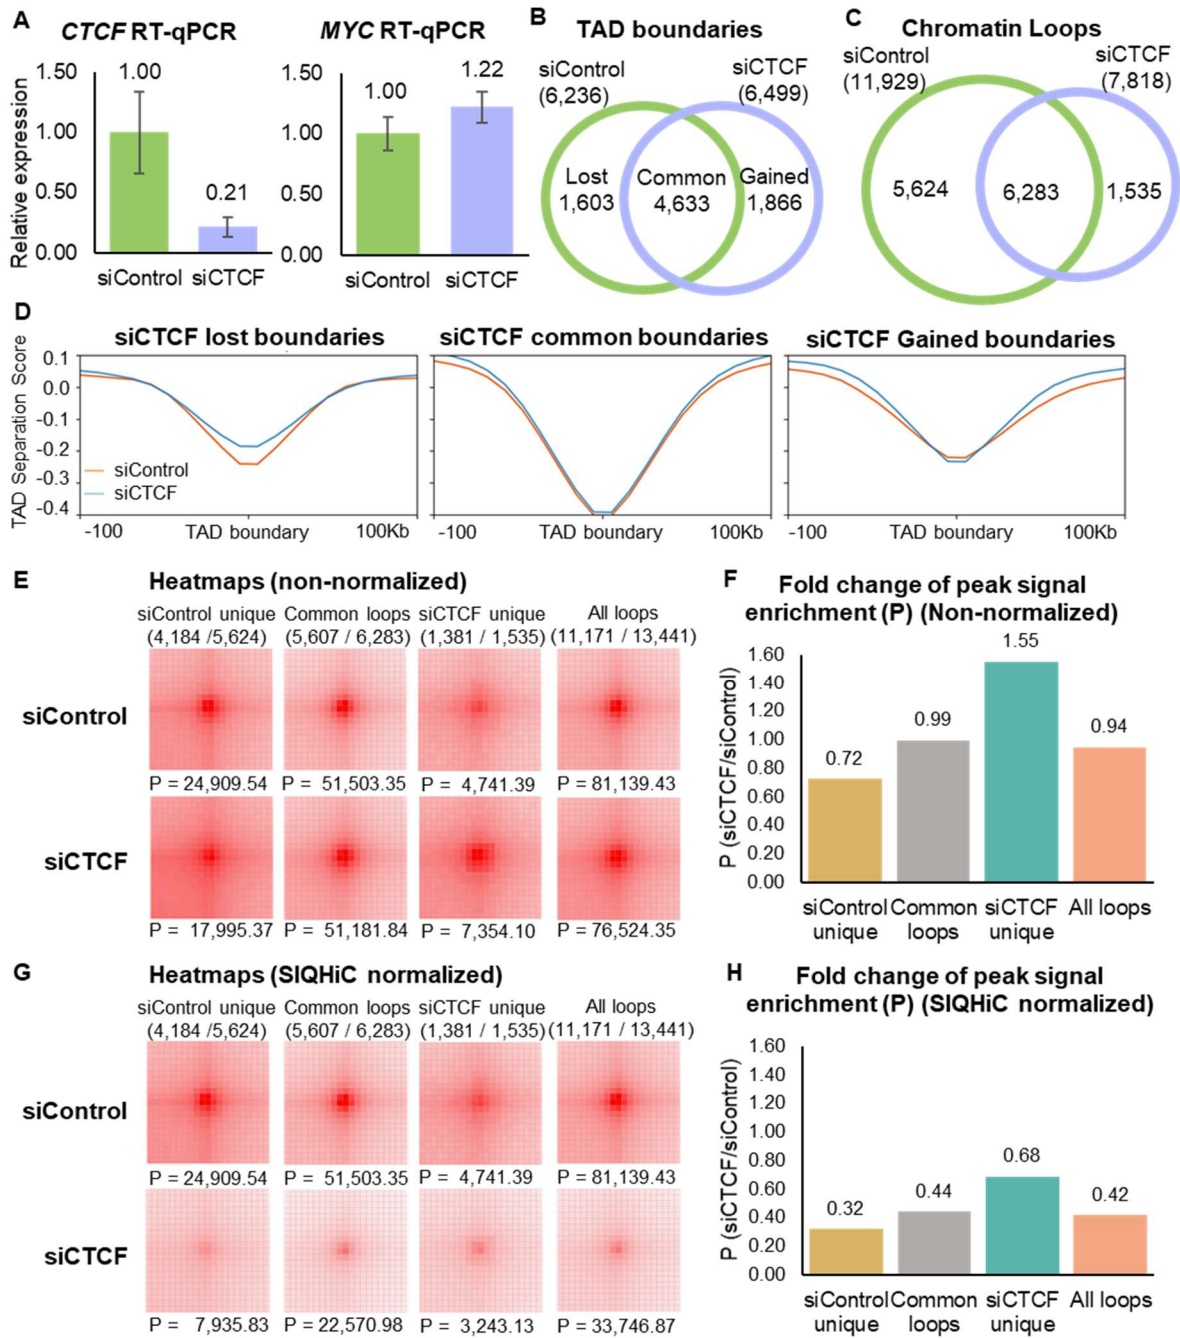 A
CTCF RT-qPCR
MYC RT-qPCR
Relative expression
1.50
1.00
0.50
0.00
1.00
0.21
siControl
siCTCF
1.50
1.00
0.50
0.00
1.00
1.22
siControl
siCTCF
B
TAD boundaries
siControl
(6,236)
siCTCF
(6,499)
Lost
1,603
Common
4,633
Gained
1,866
C
Chromatin Loops
siControl
(11,929)
siCTCF
(7,818)
5,624
6,283
1,535
D
siCTCF lost boundaries
siCTCF common boundaries
siCTCF Gained boundaries
TAD Separation Score
0.1
0.0
-0.1
-0.2
-0.3
-0.4
siControl
siCTCF
-100 TAD boundary 100Kb
-100 TAD boundary 100Kb
-100 TAD boundary 100Kb
E
Heatmaps (non-normalized)
siControl unique
(4,184 /5,624)
Common loops
(5,607 / 6,283)
siCTCF unique
(1,381 / 1,535)
All loops
(11,171 / 13,441)
siControl
P = 24,909.54
P = 51,503.35
P = 4,741.39
P = 81,139.43
siCTCF
P = 17,995.37
P = 51,181.84
P = 7,354.10
P = 76,524.35
F
Fold change of peak signal
enrichment (P) (Non-normalized)
P (siCTCF/siControl)
1.60
1.40
1.20
1.00
0.80
0.60
0.40
0.20
0.00
0.72
0.99
1.55
0.94
siControl
unique
Common
loops
siCTCF
unique
All loops
G
Heatmaps (SIQHiC normalized)
siControl unique
(4,184 /5,624)
Common loops
(5,607 / 6,283)
siCTCF unique
(1,381 / 1,535)
All loops
(11,171 / 13,441)
siControl
P = 24,909.54
P = 51,503.35
P = 4,741.39
P = 81,139.43
siCTCF
P = 7,935.83
P = 22,570.98
P = 3,243.13
P = 33,746.87
H
Fold change of peak signal
enrichment (P) (SIQHiC normalized)
P (siCTCF/siControl)
1.60
1.40
1.20
1.00
0.80
0.60
0.40
0.20
0.00
0.32
0.44
0.68
0.42
siControl
unique
Common
loops
siCTCF
unique
All loops